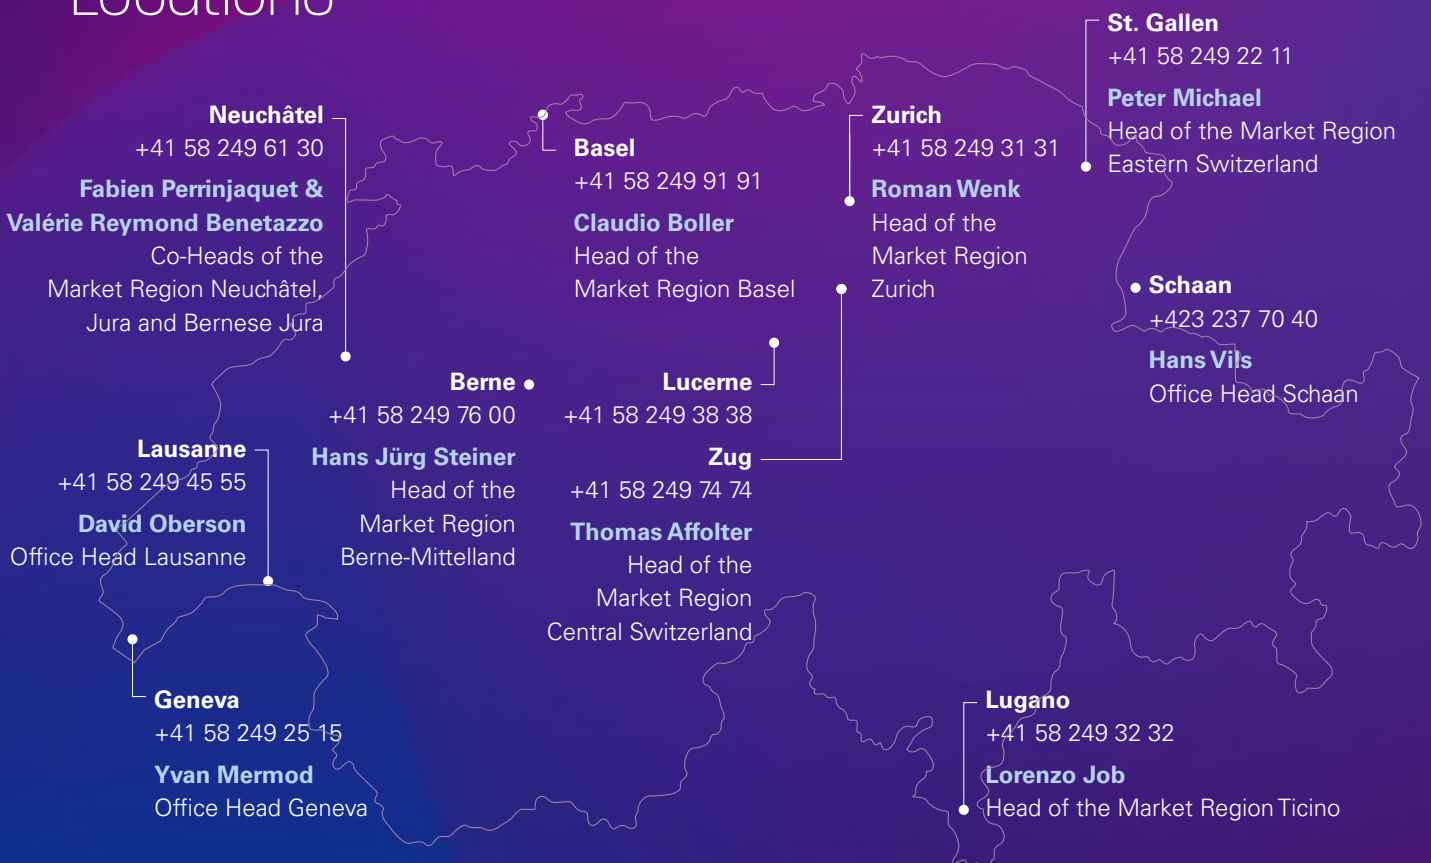 Locations
Neuchâtel
+41 58 249 61 30
Fabien Perrinjaquet &
Valérie Reymond Benetazzo
Co-Heads of the
Market Region Neuchâtel,
Jura and Bernese Jura
Basel
+41 58 249 91 91
Claudio Boller
Head of the
Market Region Basel
Zurich
+41 58 249 31 31
Roman Wenk
Head of the
Market Region
Zurich
St. Gallen
+41 58 249 22 11
Peter Michael
Head of the Market Region
Eastern Switzerland
Schaan
+423 237 70 40
Hans Vils
Office Head Schaan
Berne
+41 58 249 76 00
Hans Jürg Steiner
Head of the
Market Region
Berne-Mittelland
Lucerne
+41 58 249 38 38
Zug
+41 58 249 74 74
Thomas Affolter
Head of the
Market Region
Central Switzerland
Lausanne
+41 58 249 45 55
David Oberson
Office Head Lausanne
Geneva
+41 58 249 25 15
Yvan Mermod
Office Head Geneva
Lugano
+41 58 249 32 32
Lorenzo Job
Head of the Market Region Ticino